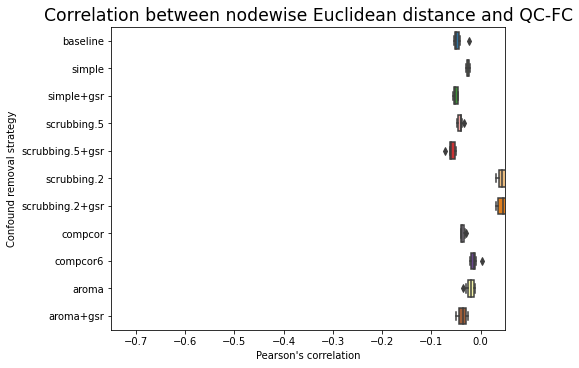 Correlation between nodewise Euclidean distance and QC-FC
Confound removal strategy
baseline
simple
simple+gsr
scrubbing.5
scrubbing.5+gsr
scrubbing.2
scrubbing.2+gsr
compcor
compcor6
aroma
aroma+gsr
−0.7 −0.6 −0.5 −0.4 −0.3 −0.2 −0.1 0.0
Pearson's correlation